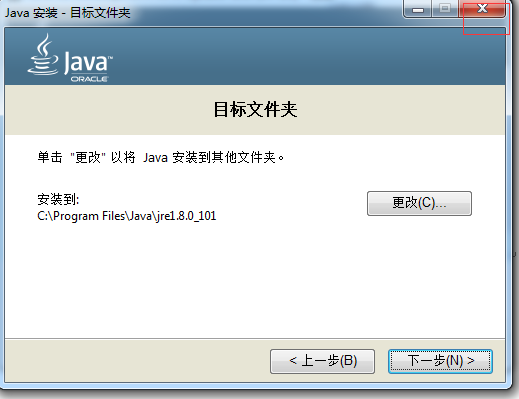 Java 安装 - 目标文件夹
Java™
ORACLE
目标文件夹
单击 "更改" 以将 Java 安装到其他文件夹。
安装到:
C:\Program Files\Java\jre1.8.0_101
更改(C)...
< 上一步(B)
下一步(N) >